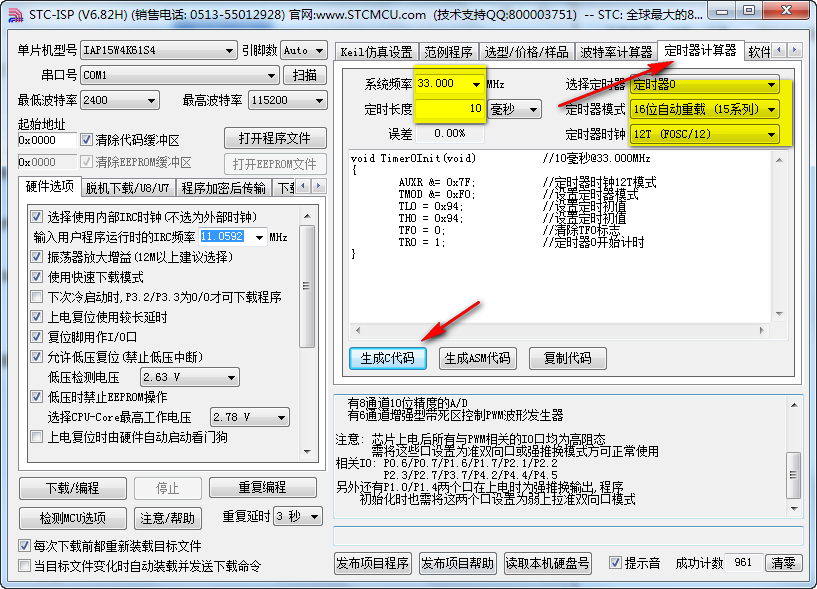 STC-ISP (V6.82H) (销售电话: 0513-55012928) 官网:www.STCMCU.com (技术支持QQ:800003751) -- STC: 全球最大的8...
单片机型号 IAP15W4K61S4 引脚数 Auto
串口号 COM1 扫描
最低波特率 2400 最高波特率 115200
起始地址
0x0000 清除代码缓冲区 打开程序文件
0x0000 清除EEPROM缓冲区 打开EEPROM文件
硬件选项 脱机下载/U8/U7 程序加密后传输 下载
选择使用内部IRC时钟(不选为外部时钟)
输入用户程序运行时的IRC频率 11.0592 MHz
振荡器放大增益(12M以上建议选择)
使用快速下载模式
下次冷启动时,P3.2/P3.3为0/0才可下载程序
上电复位使用较长延时
复位脚用作I/O口
允许低压复位(禁止低压中断)
低压检测电压 2.63 V
低压时禁止EEPROM操作
选择CPU-Core最高工作电压 2.78 V
上电复位时由硬件自动启动看门狗
下载/编程 停止 重复编程
检测MCU选项 注意/帮助 重复延时 3 秒
每次下载前都重新装载目标文件
当目标文件变化时自动装载并发送下载命令
Keil仿真设置 范例程序 选型/价格/样品 波特率计算器 定时器计算器 软件
系统频率 33.000 MHz 选择定时器 定时器0
定时长度 10 毫秒 定时器模式 16位自动重载 (15系列)
误差 0.00% 定时器时钟 12T (FOSC/12)
void Timer0Init(void) //10毫秒@33.000MHz
{
AUXR &= 0x7F; //定时器时钟12T模式
TMOD &= 0xF0; //设置定时器模式
TL0 = 0x94; //设置定时初值
TH0 = 0x94; //设置定时初值
TF0 = 0; //清除TF0标志
TR0 = 1; //定时器0开始计时
}
生成C代码 生成ASM代码 复制代码
有8通道10位精度的A/D
有6通道增强型带死区控制PWM波形发生器
注意: 芯片上电后所有与PWM相关的IO口均为高阻态
需将这些口设置为准双向口或强推挽模式方可正常使用
相关IO: P0.6/P0.7/P1.6/P1.7/P2.1/P2.2
P2.3/P2.7/P3.7/P4.2/P4.4/P4.5
另外还有P1.0/P1.4两个口在上电时为强推挽输出,程序
初始化时也需将这两个口设置为弱上拉准双向口模式
发布项目程序 发布项目帮助 读取本机硬盘号 提示音 成功计数 961 清零